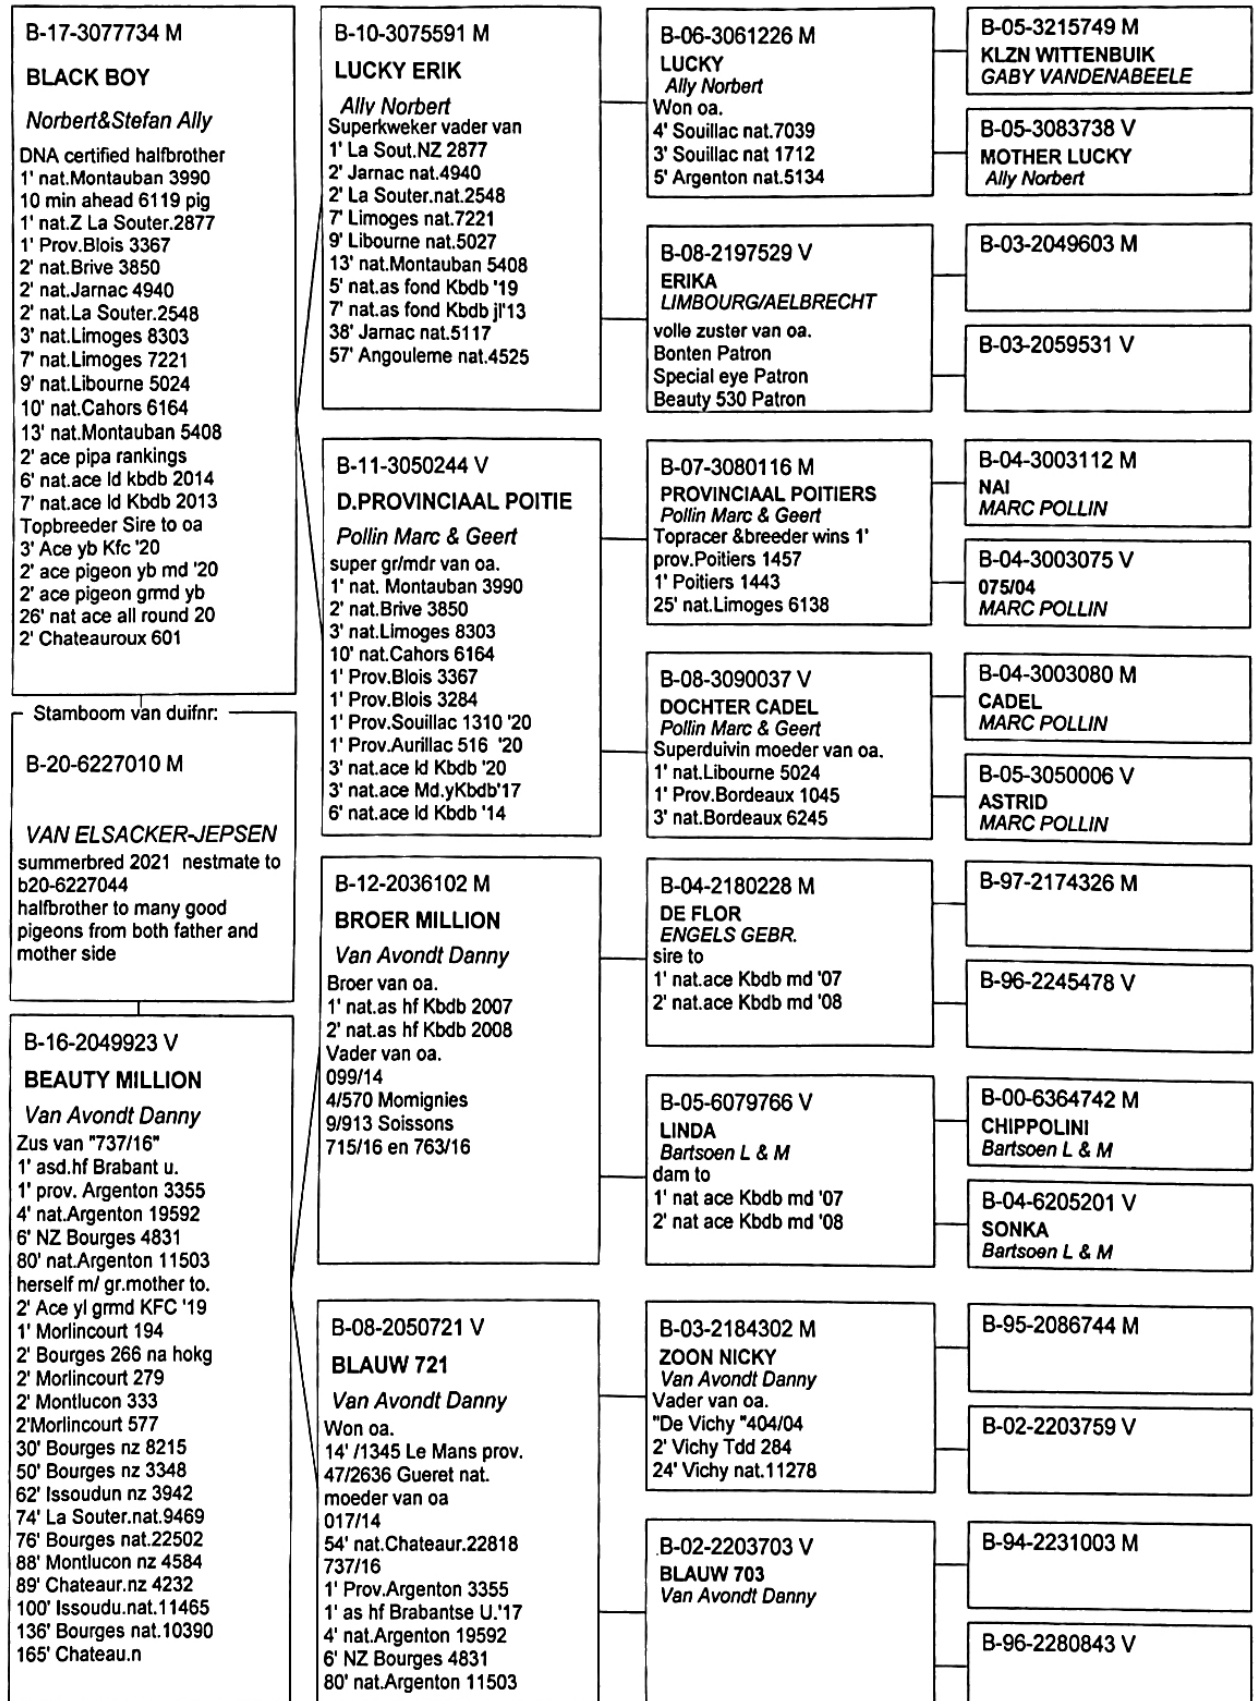 B-17-3077734 M
BLACK BOY
Norbert&Stefan Ally
DNA certified halfbrother
1' nat.Montauban 3990
10 min ahead 6119 pig
1' nat.Z La Souter.2877
1' Prov.Blois 3367
2' nat.Brive 3850
2' nat.Jarnac 4940
2' nat.La Souter.2548
3' nat.Limoges 8303
7' nat.Limoges 7221
9' nat.Libourne 5024
10' nat.Cahors 6164
13' nat.Montauban 5408
2' ace pipa rankings
6' nat.ace ld kbdb 2014
7' nat.ace ld Kbdb 2013
Topbreeder Sire to oa
3' Ace yb Kfc '20
2' ace pigeon yb md '20
2' ace pigeon grmd yb
26' nat ace all round 20
2' Chateauroux 601
Stamboom van duifnr:
B-20-6227010 M
VAN ELSACKER-JEPSEN
summerbred 2021 nestmate to
b20-6227044
halfbrother to many good
pigeons from both father and
mother side
B-16-2049923 V
BEAUTY MILLION
Van Avondt Danny
Zus van "737/16"
1' asd.hf Brabant u.
1' prov. Argenton 3355
4' nat.Argenton 19592
6' NZ Bourges 4831
80' nat.Argenton 11503
herself m/ gr.mother to.
2' Ace yl grmd KFC '19
1' Morlincourt 194
2' Bourges 266 na hokg
2' Morlincourt 279
2' Montlucon 333
2'Morlincourt 577
30' Bourges nz 8215
50' Bourges nz 3348
62' Issoudun nz 3942
74' La Souter.nat.9469
76' Bourges nat.22502
88' Montlucon nz 4584
89' Chateaur.nz 4232
100' Issoudu.nat.11465
136' Bourges nat.10390
165' Chateau.n
B-10-3075591 M
LUCKY ERIK
Ally Norbert
Superkweker vader van
1' La Sout.NZ 2877
2' Jarnac nat.4940
2' La Souter.nat.2548
7' Limoges nat.7221
9' Libourne nat.5027
13' nat.Montauban 5408
5' nat.as fond Kbdb '19
7' nat.as fond Kbdb jl'13
38' Jarnac nat.5117
57' Angouleme nat.4525
B-11-3050244 V
D.PROVINCIAAL POITIE
Pollin Marc & Geert
super gr/mdr van oa.
1' nat. Montauban 3990
2' nat.Brive 3850
3' nat.Limoges 8303
10' nat.Cahors 6164
1' Prov.Blois 3367
1' Prov.Blois 3284
1' Prov.Souillac 1310 '20
1' Prov.Aurillac 516 '20
3' nat.ace ld Kbdb '20
3' nat.ace Md.yKbdb'17
6' nat.ace ld Kbdb '14
B-12-2036102 M
BROER MILLION
Van Avondt Danny
Broer van oa.
1' nat.as hf Kbdb 2007
2' nat.as hf Kbdb 2008
Vader van oa.
099/14
4/570 Momignies
9/913 Soissons
715/16 en 763/16
B-08-2050721 V
BLAUW 721
Van Avondt Danny
Won oa.
14' /1345 Le Mans prov.
47/2636 Gueret nat.
moeder van oa
017/14
54' nat.Chateaur.22818
737/16
1' Prov.Argenton 3355
1' as hf Brabantse U.'17
4' nat.Argenton 19592
6' NZ Bourges 4831
80' nat.Argenton 11503
B-06-3061226 M
LUCKY
Ally Norbert
Won oa.
4' Souillac nat.7039
3' Souillac nat 1712
5' Argenton nat.5134
B-08-2197529 V
ERIKA
LIMBOURG/AELBRECHT
volle zuster van oa.
Bonten Patron
Special eye Patron
Beauty 530 Patron
B-07-3080116 M
PROVINCIAAL POITIERS
Pollin Marc & Geert
Topracer &breeder wins 1'
prov.Poitiers 1457
1' Poitiers 1443
25' nat.Limoges 6138
B-08-3090037 V
DOCHTER CADEL
Pollin Marc & Geert
Superduivin moeder van oa.
1' nat.Libourne 5024
1' Prov.Bordeaux 1045
3' nat.Bordeaux 6245
B-04-2180228 M
DE FLOR
ENGELS GEBR.
sire to
1' nat.ace Kbdb md '07
2' nat.ace Kbdb md '08
B-05-6079766 V
LINDA
Bartsoen L & M
dam to
1' nat ace Kbdb md '07
2' nat ace Kbdb md '08
B-03-2184302 M
ZOON NICKY
Van Avondt Danny
Vader van oa.
"De Vichy "404/04
2' Vichy Tdd 284
24' Vichy nat.11278
B-02-2203703 V
BLAUW 703
Van Avondt Danny
B-05-3215749 M
KLZN WITTENBUIK
GABY VANDENABEELE
B-05-3083738 V
MOTHER LUCKY
Ally Norbert
B-03-2049603 M
B-03-2059531 V
B-04-3003112 M
NAI
MARC POLLIN
B-04-3003075 V
075/04
MARC POLLIN
B-04-3003080 M
CADEL
MARC POLLIN
B-05-3050006 V
ASTRID
MARC POLLIN
B-97-2174326 M
B-96-2245478 V
B-00-6364742 M
CHIPPOLINI
Bartsoen L & M
B-04-6205201 V
SONKA
Bartsoen L & M
B-95-2086744 M
B-02-2203759 V
B-94-2231003 M
B-96-2280843 V